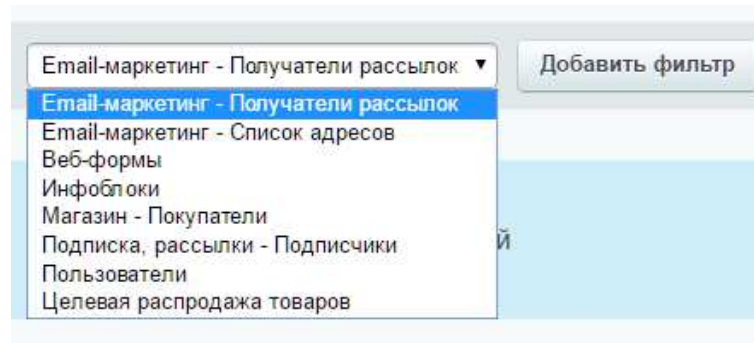 Email-маркетинг - Получатели рассылок ▼ Добавить фильтр
Email-маркетинг - Получатели рассылок
Email-маркетинг - Список адресов
Веб-формы
Инфоблоки
Магазин - Покупатели
Подписка, рассылки - Подписчики
й
Пользователи
Целевая распродажа товаров